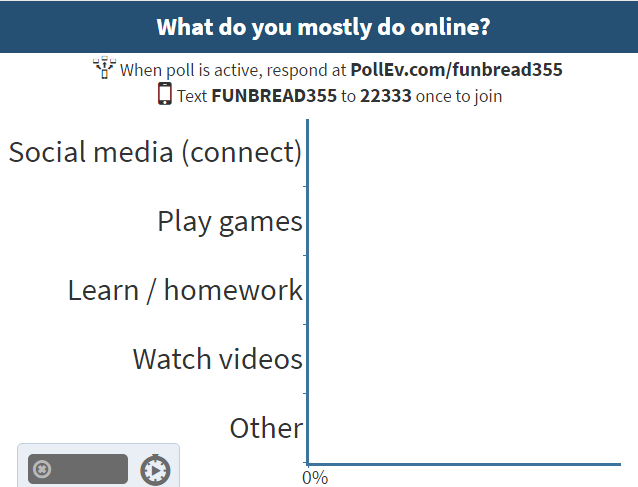 What do you mostly do online?
When poll is active, respond at PollEv.com/funbread355
Text FUNBREAD355 to 22333 once to join
Social media (connect)
Play games
Learn / homework
Watch videos
Other
0%